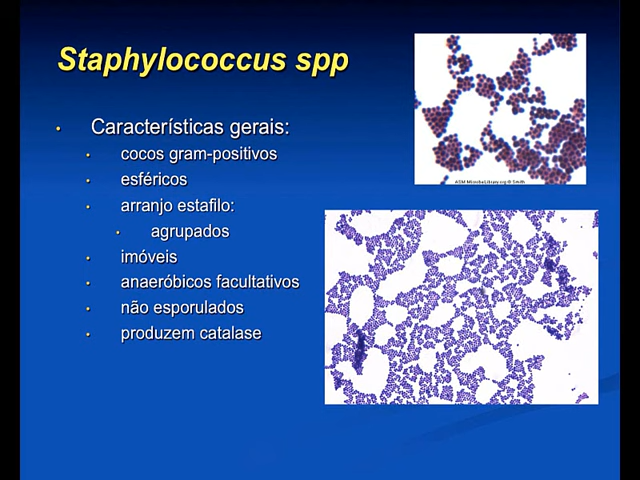 Staphylococcus spp
Características gerais:
cocos gram-positivos
esféricos
arranjo estafilo:
agrupados
imóveis
anaeróbicos facultativos
não esporulados
produzem catalase
ASM MicrobeLibrary.org © Smith